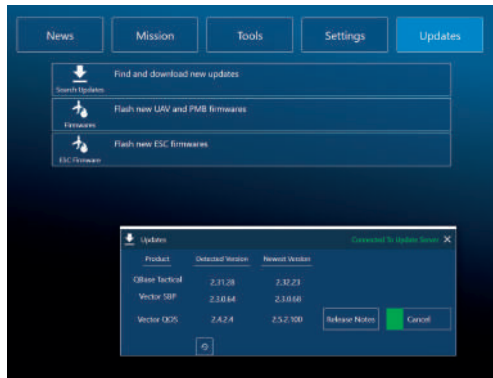 News Mission Tools Settings Updates
Find and download new updates
Search Updates
Flash new UAV and PMB firmwares
Firmwares
Flash new ESC firmwares
ESC Firmware
Updates Connected To Update Server X
Product Detected Version Newest Version
QBase Tactical 2.31.28 2.32.23
Vector SBP 2.3.0.64 2.3.0.68
Vector QOS 2.4.2.4 2.5.2.100 Release Notes Cancel